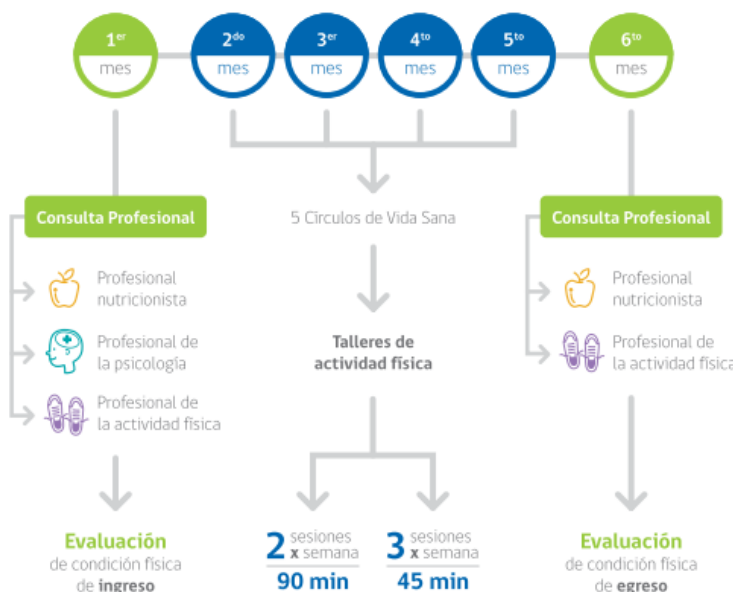 1er
mes
2do
mes
3er
mes
4to
mes
5to
mes
6to
mes
Consulta Profesional
Profesional
nutricionista
Profesional de
la psicología
Profesional de
la actividad física
Evaluación
de condición física
de ingreso
5 Círculos de Vida Sana
Talleres de
actividad física
2 sesiones
x semana
90 min
3 sesiones
x semana
45 min
Consulta Profesional
Profesional
nutricionista
Profesional de
la actividad física
Evaluación
de condición física
de egreso